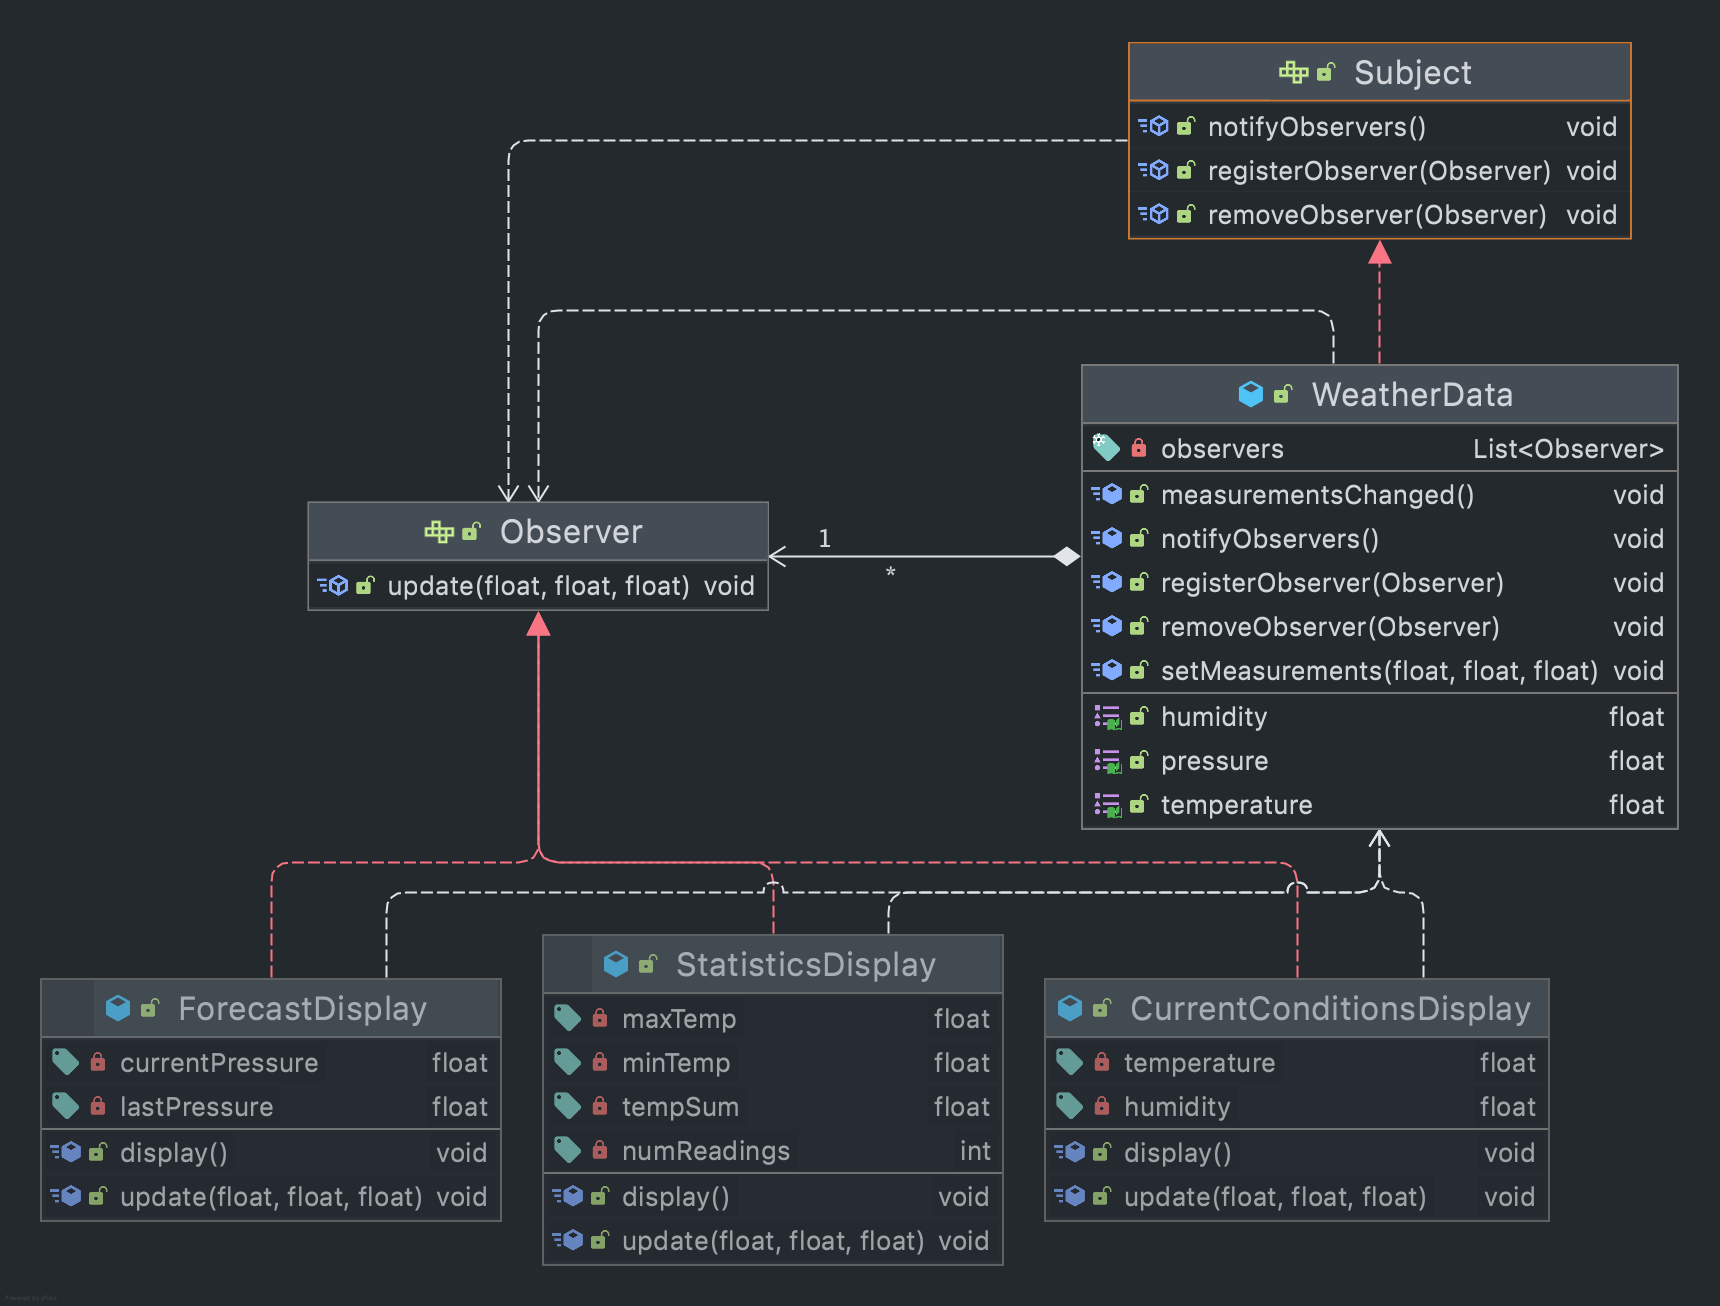 Subject
notifyObservers() void
registerObserver(Observer) void
removeObserver(Observer) void
WeatherData
observers List<Observer>
measurementsChanged() void
notifyObservers() void
registerObserver(Observer) void
removeObserver(Observer) void
setMeasurements(float, float, float) void
humidity float
pressure float
temperature float
Observer
update(float, float, float) void
1
*
ForecastDisplay
currentPressure float
lastPressure float
display() void
update(float, float, float) void
StatisticsDisplay
maxTemp float
minTemp float
tempSum float
numReadings int
display() void
update(float, float, float) void
CurrentConditionsDisplay
temperature float
humidity float
display() void
update(float, float, float) void
Powered by yFiles